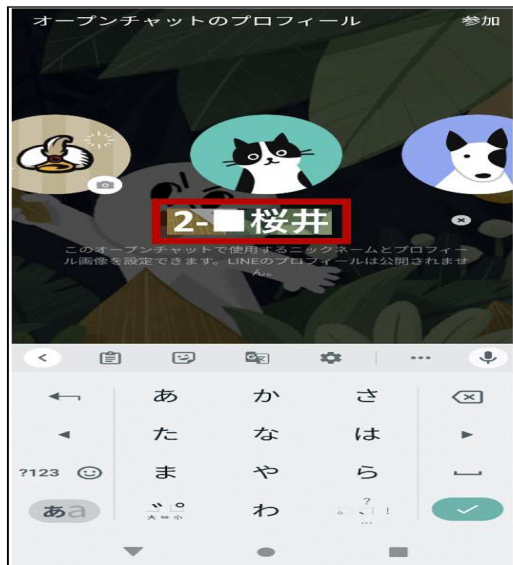 オープンチャットのプロフィール 参加
2-■桜井
このオープンチャットで使用するニックネームとプロフィー
ル画像を設定できます。LINEのプロフィールは公開されませ
ん。
あ か さ
た な は
?123 ま や ら
あa 大⇔小 わ 。、?!…